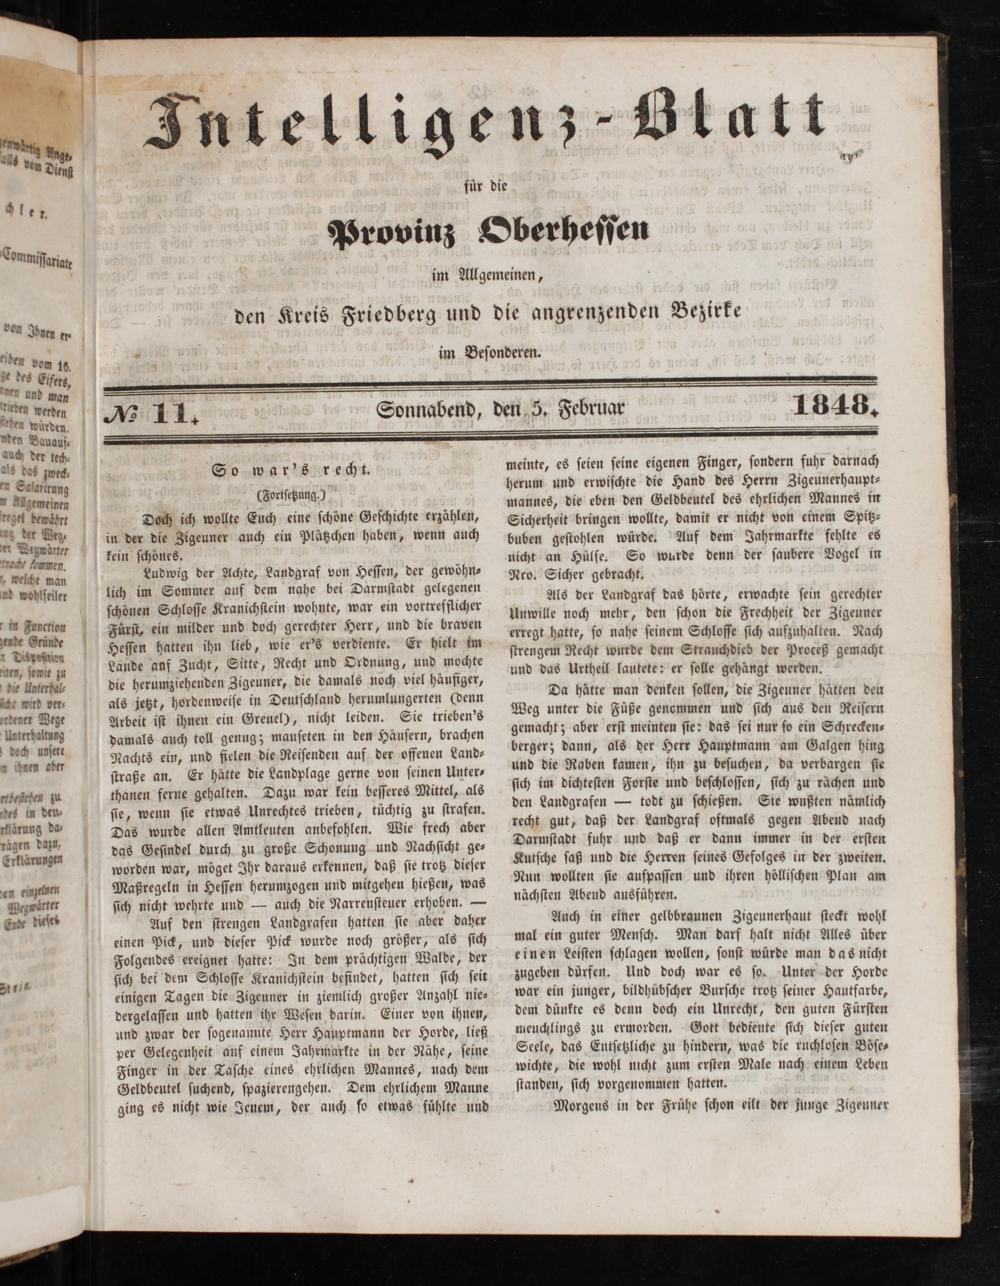 Intelligenz-Blatt
für die
Provinz Oberhessen
im Allgemeinen,
den Kreis Friedberg und die angrenzenden Bezirke
im Besonderen.
№ 11.
Sonnabend, den 5. Februar
1848.
So war's recht.
(Fortsetzung.)
Doch ich wollte Euch eine schöne Geschichte erzählen,
in der die Zigeuner auch ein Plätzchen haben, wenn auch
kein schönes.
Ludwig der Achte, Landgraf von Hessen, der gewöhn-
lich im Sommer auf dem nahe bei Darmstadt gelegenen
schönen Schlosse Kranichstein wohnte, war ein vortrefflicher
Fürst, ein milder und doch gerechter Herr, und die braven
Hessen hatten ihn lieb, wie er's verdiente. Er hielt im
Lande auf Zucht, Sitte, Recht und Ordnung, und mochte
die herumziehenden Zigeuner, die damals noch viel häufiger,
als jetzt, hordenweise in Deutschland herumlungerten (denn
Arbeit ist ihnen ein Greuel), nicht leiden. Sie trieben's
damals auch toll genug; mauseten in den Häusern, brachen
Nachts ein, und fielen die Reisenden auf der offenen Land-
straße an. Er hätte die Landplage gerne von seinen Unter-
thanen ferne gehalten. Dazu war kein besseres Mittel, als
sie, wenn sie etwas Unrechtes trieben, tüchtig zu strafen.
Das wurde allen Amtleuten anbefohlen. Wie frech aber
das Gesindel durch zu große Schonung und Nachsicht ge-
worden war, möget Ihr daraus erkennen, daß sie trotz dieser
Maßregeln in Hessen herumzogen und mitgehen hießen, was
sich nicht wehrte und — auch die Narrensteuer erhoben. —
Auf den strengen Landgrafen hatten sie aber daher
einen Pick, und dieser Pick wurde noch größer, als sich
Folgendes ereignet hatte: In dem prächtigen Walde, der
sich bei dem Schlosse Kranichstein befindet, hatten sich seit
einigen Tagen die Zigeuner in ziemlich großer Anzahl nie-
dergelassen und hatten ihr Wesen darin. Einer von ihnen,
und zwar der sogenannte Herr Hauptmann der Horde, ließ
per Gelegenheit auf einem Jahrmarkte in der Nähe, seine
Finger in der Tasche eines ehrlichen Mannes, nach dem
Geldbeutel suchend, spazierengehen. Dem ehrlichem Manne
ging es nicht wie Jenem, der auch so etwas fühlte und
meinte, es seien seine eigenen Finger, sondern fuhr darnach
herum und erwischte die Hand des Herrn Zigeunerhaupt-
mannes, die eben den Geldbeutel des ehrlichen Mannes in
Sicherheit bringen wollte, damit er nicht von einem Spitz-
buben gestohlen würde. Auf dem Jahrmarkte fehlte es
nicht an Hülfe. So wurde denn der saubere Vogel in
Nro. Sicher gebracht.
Als der Landgraf das hörte, erwachte sein gerechter
Unwille noch mehr, den schon die Frechheit der Zigeuner
erregt hatte, so nahe seinem Schlosse sich aufzuhalten. Nach
strengem Recht wurde dem Strauchdieb der Proceß gemacht
und das Urtheil lautete: er solle gehängt werden.
Da hätte man denken sollen, die Zigeuner hätten den
Weg unter die Füße genommen und sich aus den Reisern
gemacht; aber erst meinten sie: das sei nur so ein Schrecken-
berger; dann, als der Herr Hauptmann am Galgen hing
und die Raben kamen, ihn zu besuchen, da verbargen sie
sich im dichtesten Forste und beschlossen, sich zu rächen und
den Landgrafen — todt zu schießen. Sie wußten nämlich
recht gut, daß der Landgraf oftmals gegen Abend nach
Darmstadt fuhr und daß er dann immer in der ersten
Kutsche saß und die Herren seines Gefolges in der zweiten.
Nun wollten sie aufpassen und ihren höllischen Plan am
nächsten Abend ausführen.
Auch in einer gelbbraunen Zigeunerhaut steckt wohl
mal ein guter Mensch. Man darf halt nicht Alles über
einen Leisten schlagen wollen, sonst würde man das nicht
zugeben dürfen. Und doch war es so. Unter der Horde
war ein junger, bildhübscher Bursche trotz seiner Hautfarbe,
dem dünkte es denn doch ein Unrecht, den guten Fürsten
meuchlings zu ermorden. Gott bediente sich dieser guten
Seele, das Entsetzliche zu hindern, was die ruchlosen Böse-
wichte, die wohl nicht zum ersten Male nach einem Leben
standen, sich vorgenommen hatten.
Morgens in der Frühe schon eilt der junge Zigeuner